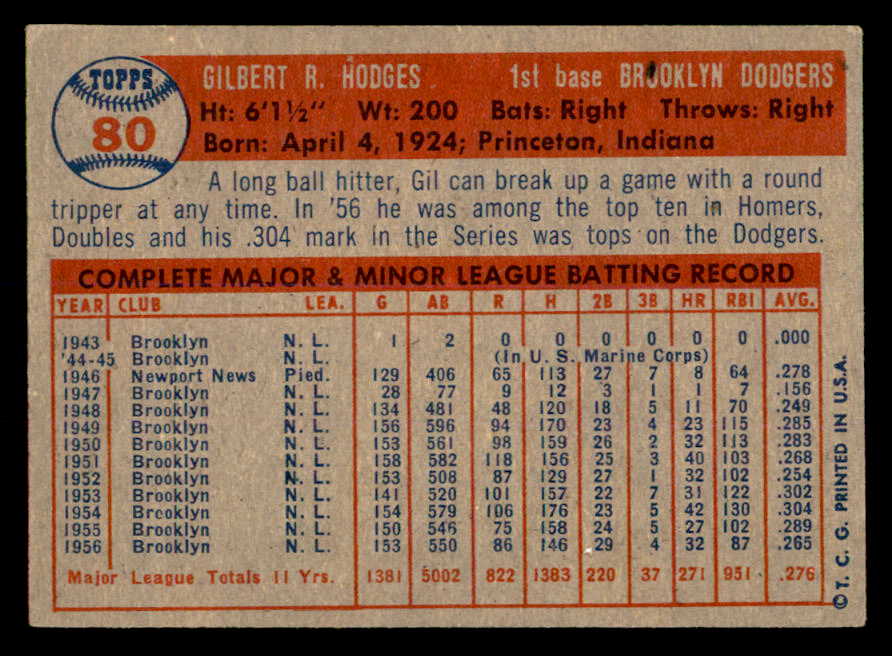 TOPPS
80
GILBERT R. HODGES 1st base BROOKLYN DODGERS
Ht: 6'1½" Wt: 200 Bats: Right Throws: Right
Born: April 4, 1924; Princeton, Indiana
A long ball hitter, Gil can break up a game with a round
tripper at any time. In '56 he was among the top ten in Homers,
Doubles and his .304 mark in the Series was tops on the Dodgers.
COMPLETE MAJOR & MINOR LEAGUE BATTING RECORD
YEAR CLUB LEA. G AB R H 2B 3B HR RBI AVG.
1943 Brooklyn N. L. 1 2 0 0 0 0 0 0 .000
'44-45 Brooklyn N. L. (In U. S. Marine Corps)
1946 Newport News Pied. 129 406 65 113 27 7 8 64 .278
1947 Brooklyn N. L. 28 77 9 12 3 1 1 7 .156
1948 Brooklyn N. L. 134 481 48 120 18 5 11 70 .249
1949 Brooklyn N. L. 156 596 94 170 23 4 23 115 .285
1950 Brooklyn N. L. 153 561 98 159 26 2 32 113 .283
1951 Brooklyn N. L. 158 582 118 156 25 3 40 103 .268
1952 Brooklyn N. L. 153 508 87 129 27 1 32 102 .254
1953 Brooklyn N. L. 141 520 101 157 22 7 31 122 .302
1954 Brooklyn N. L. 154 579 106 176 23 5 42 130 .304
1955 Brooklyn N. L. 150 546 75 158 24 5 27 102 .289
1956 Brooklyn N. L. 153 550 86 146 29 4 32 87 .265
Major League Totals 11 Yrs. 1381 5002 822 1383 220 37 271 951 .276
© T. C. G. PRINTED IN U.S.A.